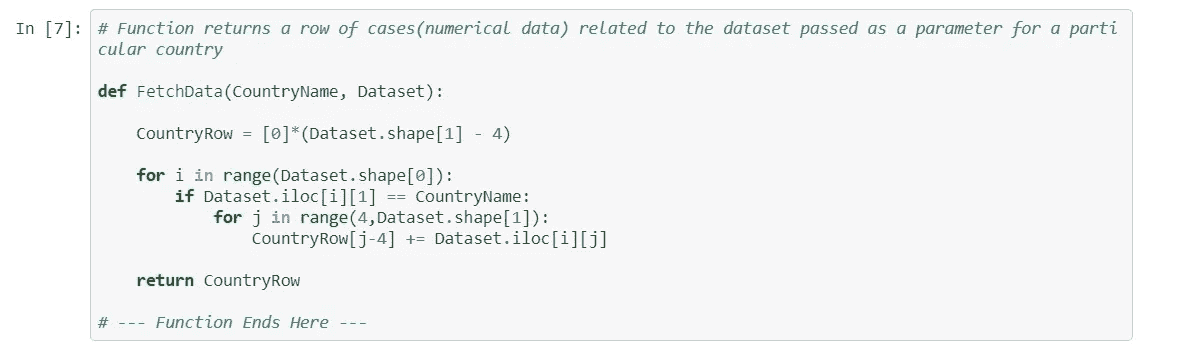 In [7]: # Function returns a row of cases(numerical data) related to the dataset passed as a parameter for a parti
cular country
def FetchData(CountryName, Dataset):
    CountryRow = [0]*(Dataset.shape[1] - 4)
    for i in range(Dataset.shape[0]):
        if Dataset.iloc[i][1] == CountryName:
            for j in range(4,Dataset.shape[1]):
                CountryRow[j-4] += Dataset.iloc[i][j]
    return CountryRow
# --- Function Ends Here ---